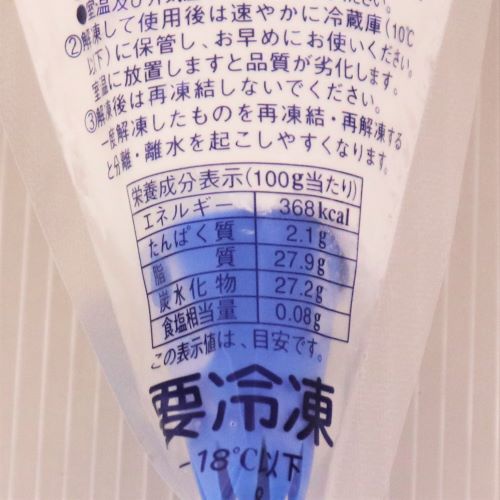 ●室温及び外気温
②解凍して使用後は速やかに冷蔵庫(10℃
以下)に保管し、お早めにお使いください。
室温に放置しますと品質が劣化します。
③解凍後は再凍結しないでください。
一度解凍したものを再凍結・再解凍する
と分離・離水を起こしやすくなります。
栄養成分表示(100g当たり)
エネルギー 368kcal
たんぱく質 2.1g
脂質 27.9g
炭水化物 27.2g
食塩相当量 0.08g
この表示値は、目安です。
要冷凍
-18℃以下